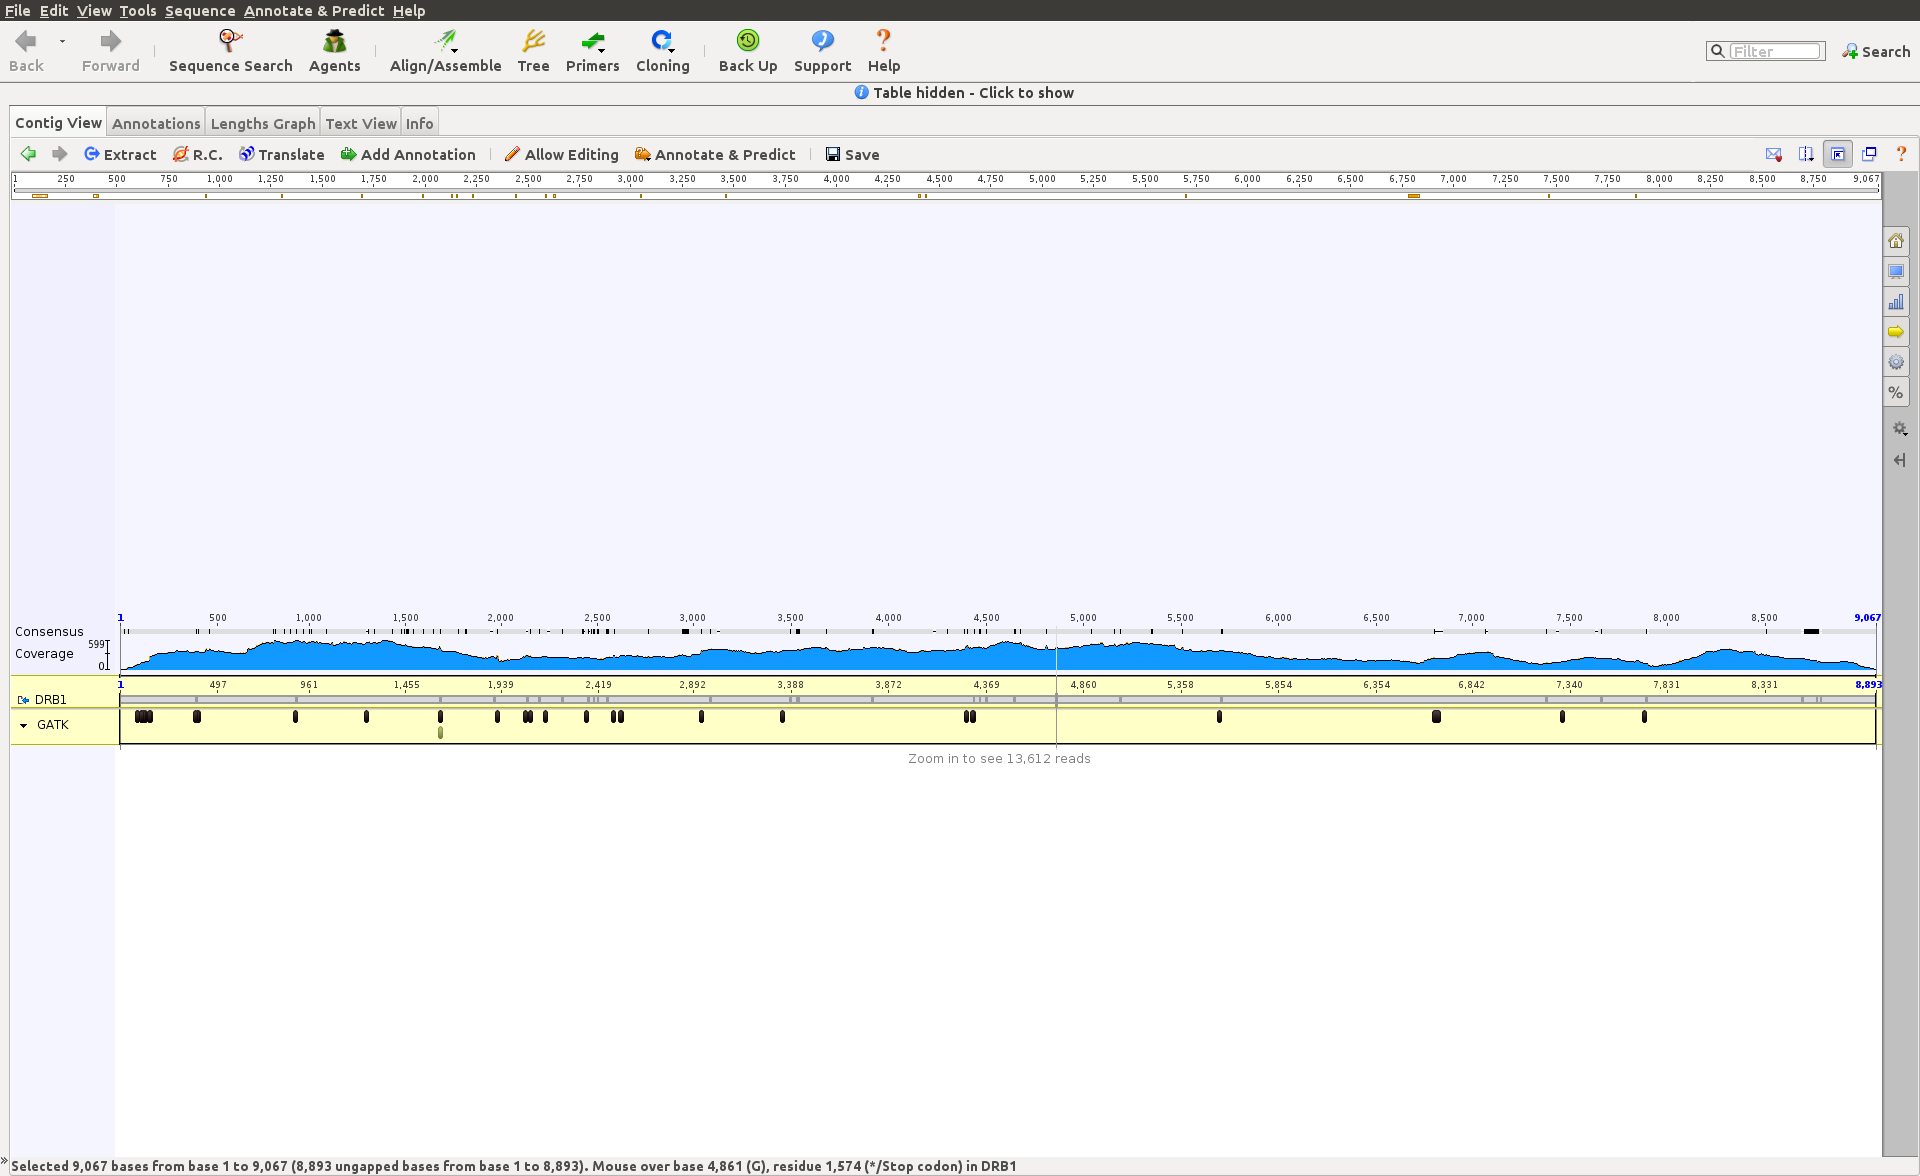 File Edit View Tools Sequence Annotate & Predict Help
Back Forward Sequence Search Agents Align/Assemble Tree Primers Cloning Back Up Support Help Filter Search
Table hidden - Click to show
Contig View Annotations Lengths Graph Text View Info
Extract R.C. Translate Add Annotation Allow Editing Annotate & Predict Save
1 250 500 750 1,000 1,250 1,500 1,750 2,000 2,250 2,500 2,750 3,000 3,250 3,500 3,750 4,000 4,250 4,500 4,750 5,000 5,250 5,500 5,750 6,000 6,250 6,500 6,750 7,000 7,250 7,500 7,750 8,000 8,250 8,500 8,750 9,067
%
1 500 1,000 1,500 2,000 2,500 3,000 3,500 4,000 4,500 5,000 5,500 6,000 6,500 7,000 7,500 8,000 8,500 9,067
Consensus
599
Coverage
0
1 497 961 1,455 1,939 2,419 2,892 3,388 3,872 4,369 4,860 5,358 5,854 6,354 6,842 7,340 7,831 8,331 8,893
DRB1
GATK
Zoom in to see 13,612 reads
Selected 9,067 bases from base 1 to 9,067 (8,893 ungapped bases from base 1 to 8,893). Mouse over base 4,861 (G), residue 1,574 (*/Stop codon) in DRB1